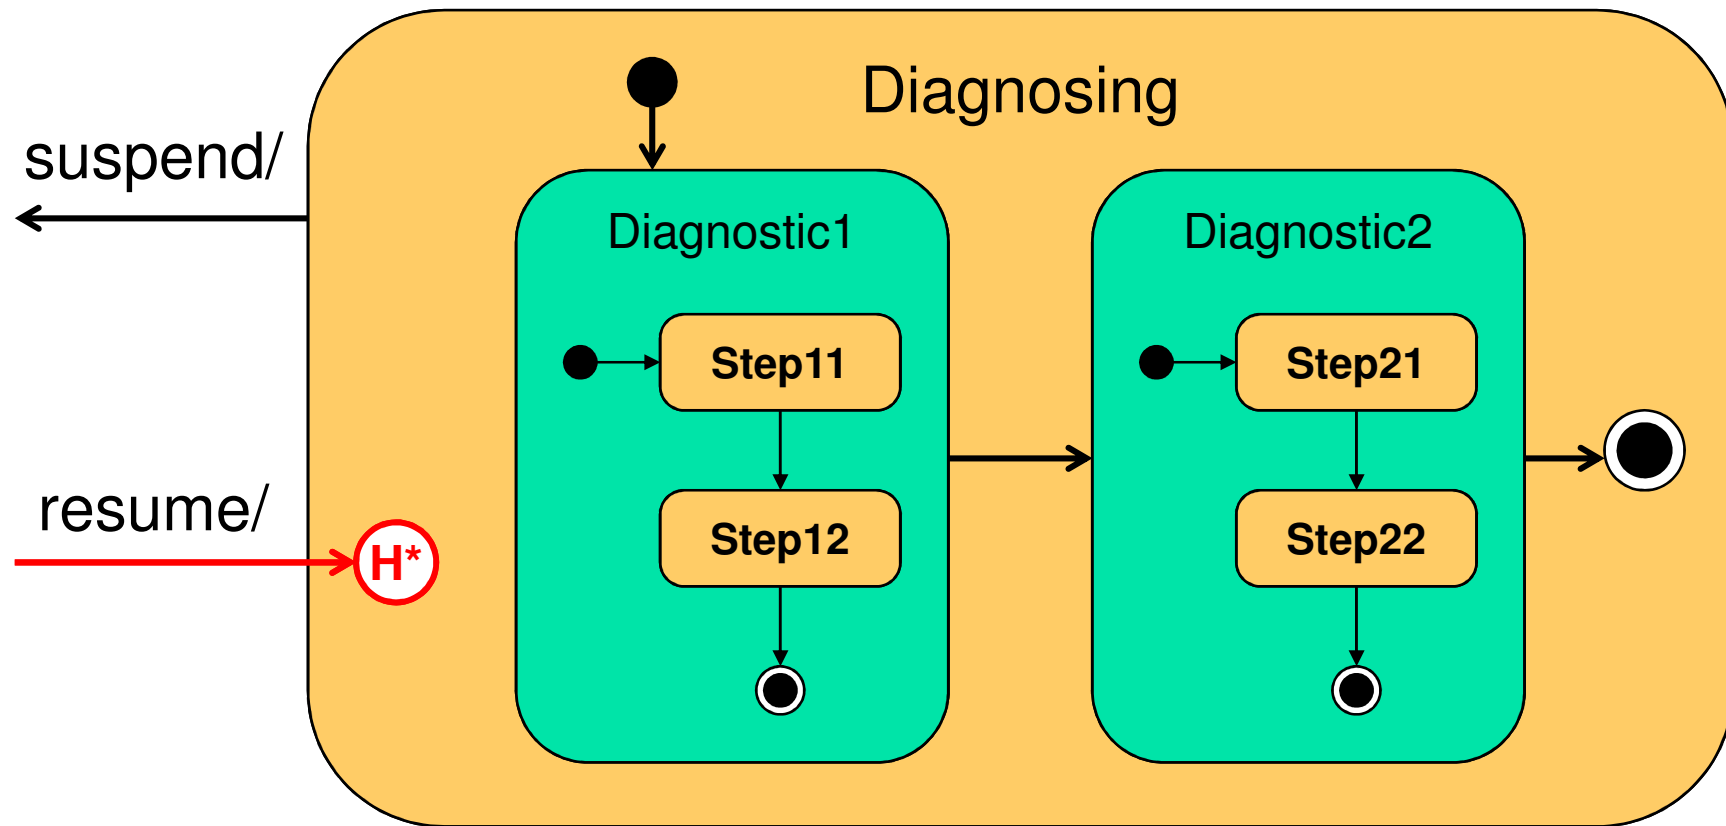 Diagnosing
suspend/
Diagnostic1
Diagnostic2
Step11
Step21
resume/
H*
Step12
Step22